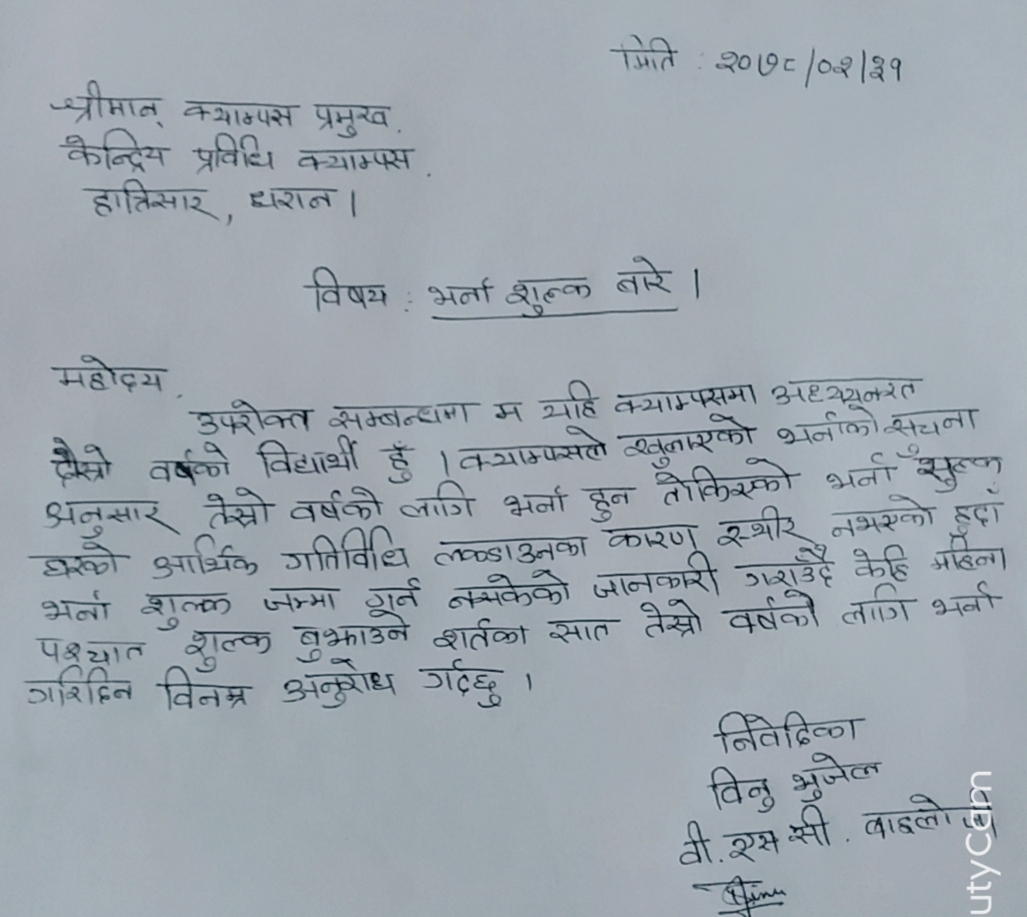 मिति : २०७८/०२/३१
श्रीमान् क्याम्पस प्रमुख.
केन्द्रिय प्रविधि क्याम्पस.
हात्तिसार, धरान।
विषय : भर्ना शुल्क बारे।
महोदय.
उपरोक्त सम्बन्धमा म यहि क्याम्पसमा अध्ययनरत
तेस्रो वर्षको विद्यार्थी हुँ। क्याम्पसले खुलाएको भर्नाको सूचना
अनुसार तेस्रो वर्षको लागि भर्ना हुन तोकिएको भर्ना शुल्क
घरको आर्थिक गतिविधि लकडाउनका कारण स्थीर नभएको हुदाँ
भर्ना शुल्क जम्मा गर्न नसकेको जानकारी गराउँदै केहि महिना
पश्चात शुल्क बुझाउने शर्तका सात तेस्रो वर्षको लागि भर्ना
गरिदिन विनम्र अनुरोध गर्दछु।
निवेदिका
विनु भुजेल
वी. एस सी. वाइलोजी
Binu
utyCam